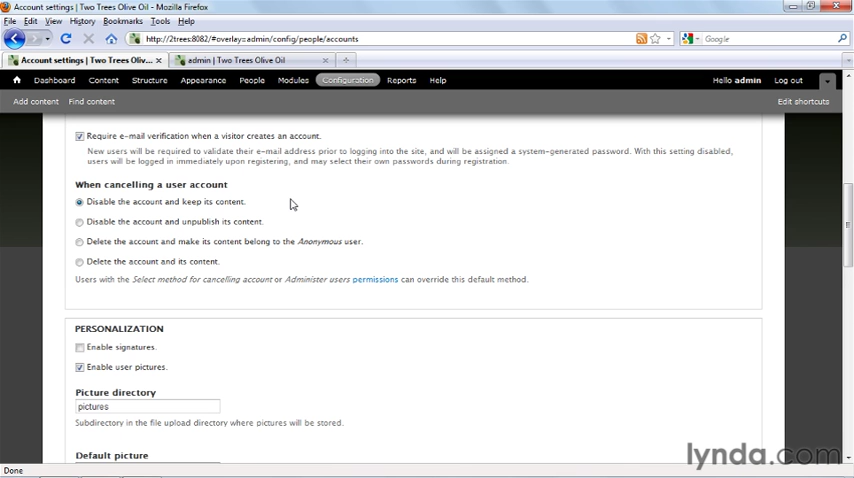 Account settings | Two Trees Olive Oil - Mozilla Firefox
File Edit View History Bookmarks Tools Help
http://2trees:8082/#overlay=admin/config/people/accounts
Google
Account settings | Two Trees Olive Oi...
admin | Two Trees Olive Oil
Dashboard Content Structure Appearance People Modules Configuration Reports Help
Hello admin Log out
Add content Find content
Edit shortcuts
Require e-mail verification when a visitor creates an account.
New users will be required to validate their e-mail address prior to logging into the site, and will be assigned a system-generated password. With this setting disabled,
users will be logged in immediately upon registering, and may select their own passwords during registration.
When cancelling a user account
Disable the account and keep its content.
Disable the account and unpublish its content.
Delete the account and make its content belong to the Anonymous user.
Delete the account and its content.
Users with the Select method for cancelling account or Administer users permissions can override this default method.
PERSONALIZATION
Enable signatures.
Enable user pictures.
Picture directory
pictures
Subdirectory in the file upload directory where pictures will be stored.
Default picture
Done
lynda.com